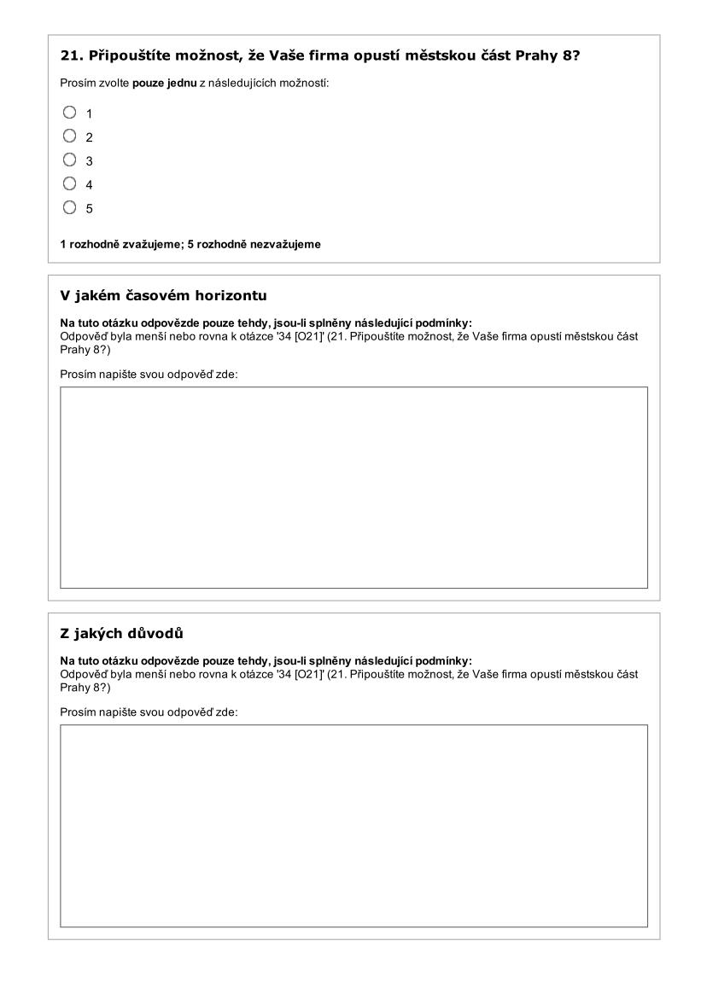 21. Připouštíte možnost, že Vaše firma opustí městskou část Prahy 8?
Prosím zvolte pouze jednu z následujících možností:
1
2
3
4
5
1 rozhodně zvažujeme; 5 rozhodně nezvažujeme
V jakém časovém horizontu
Na tuto otázku odpovězde pouze tehdy, jsou-li splněny následující podmínky:
Odpověď byla menší nebo rovna k otázce '34 [O21]' (21. Připouštíte možnost, že Vaše firma opustí městskou část
Prahy 8?)
Prosím napište svou odpověď zde:
Z jakých důvodů
Na tuto otázku odpovězde pouze tehdy, jsou-li splněny následující podmínky:
Odpověď byla menší nebo rovna k otázce '34 [O21]' (21. Připouštíte možnost, že Vaše firma opustí městskou část
Prahy 8?)
Prosím napište svou odpověď zde: